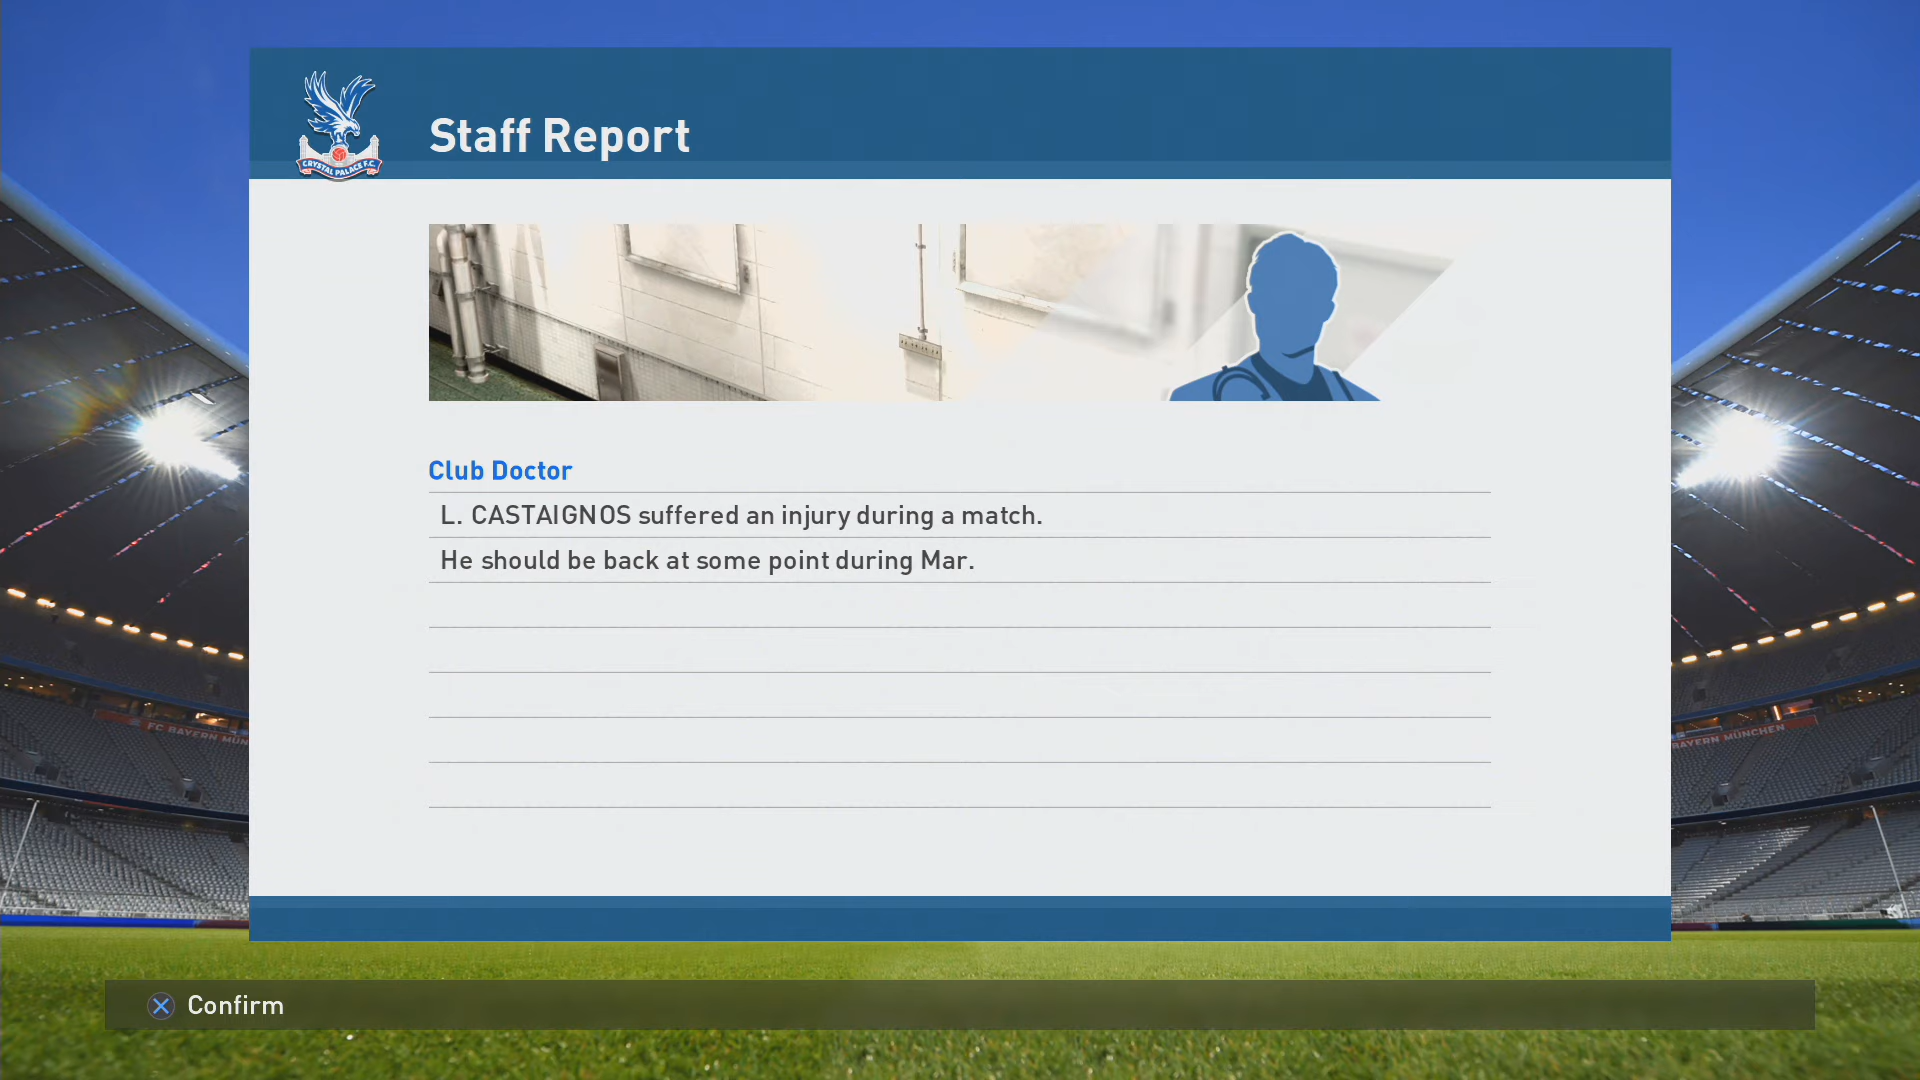 CRYSTAL PALACE F.C.
Staff Report
Club Doctor
L. CASTAIGNOS suffered an injury during a match.
He should be back at some point during Mar.
FC BAYERN MÜN
BAYERN MÜNCHEN
Confirm